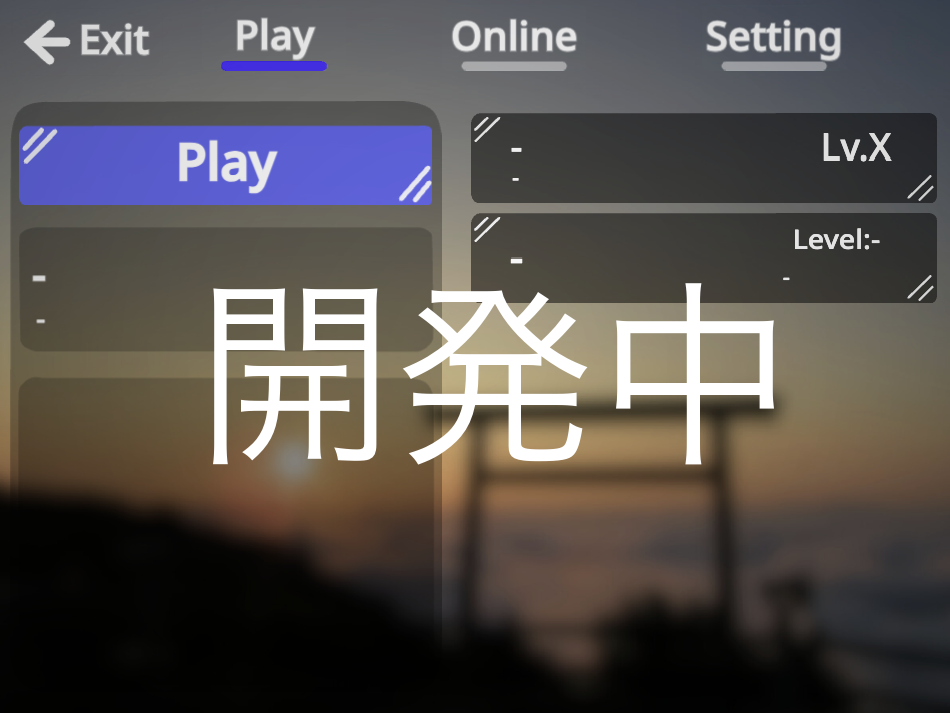 Exit
Play
Online
Setting
Play
-
-
-
Lv.X
-
-
Level:-
-
開発中